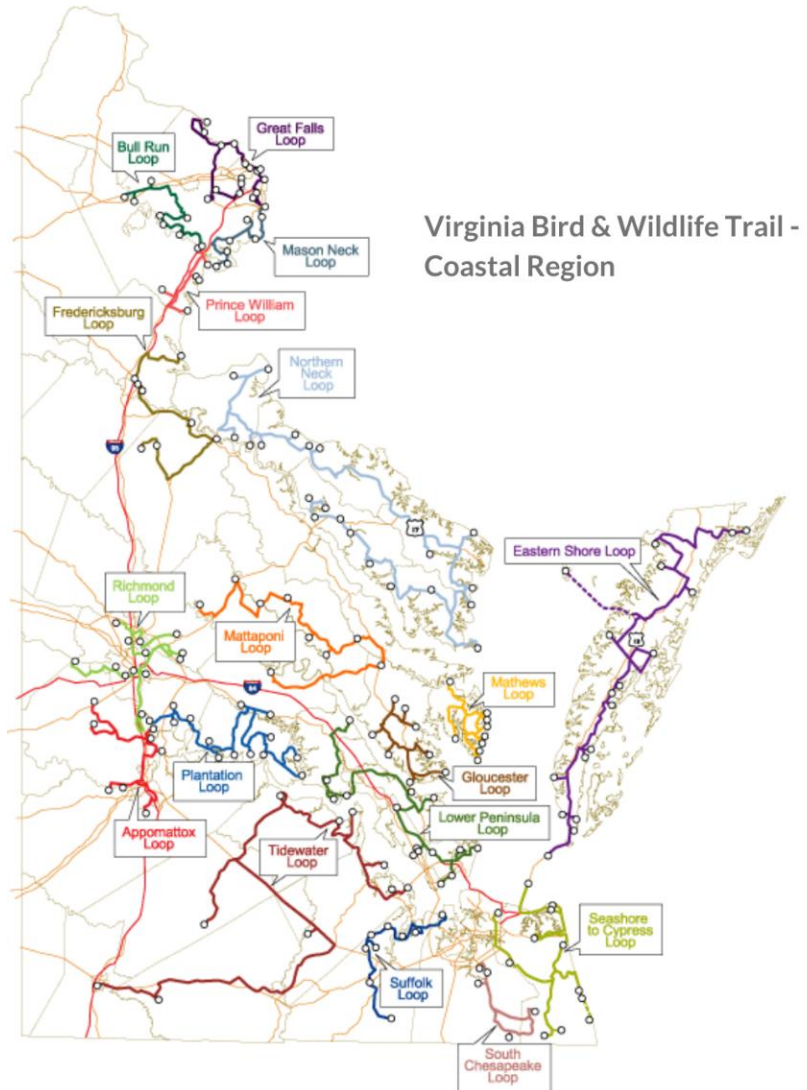 Great Falls
Loop
Bull Run
Loop
Virginia Bird & Wildlife Trail -
Coastal Region
Mason Neck
Loop
Prince William
Loop
Fredericksburg
Loop
Northern
Neck
Loop
95
17
Eastern Shore Loop
Richmond
Loop
Mattaponi
Loop
13
64
Mathews
Loop
Plantation
Loop
Gloucester
Loop
Appomattox
Loop
Lower Peninsula
Loop
Tidewater
Loop
Seashore
to Cypress
Loop
Suffolk
Loop
South
Chesapeake
Loop